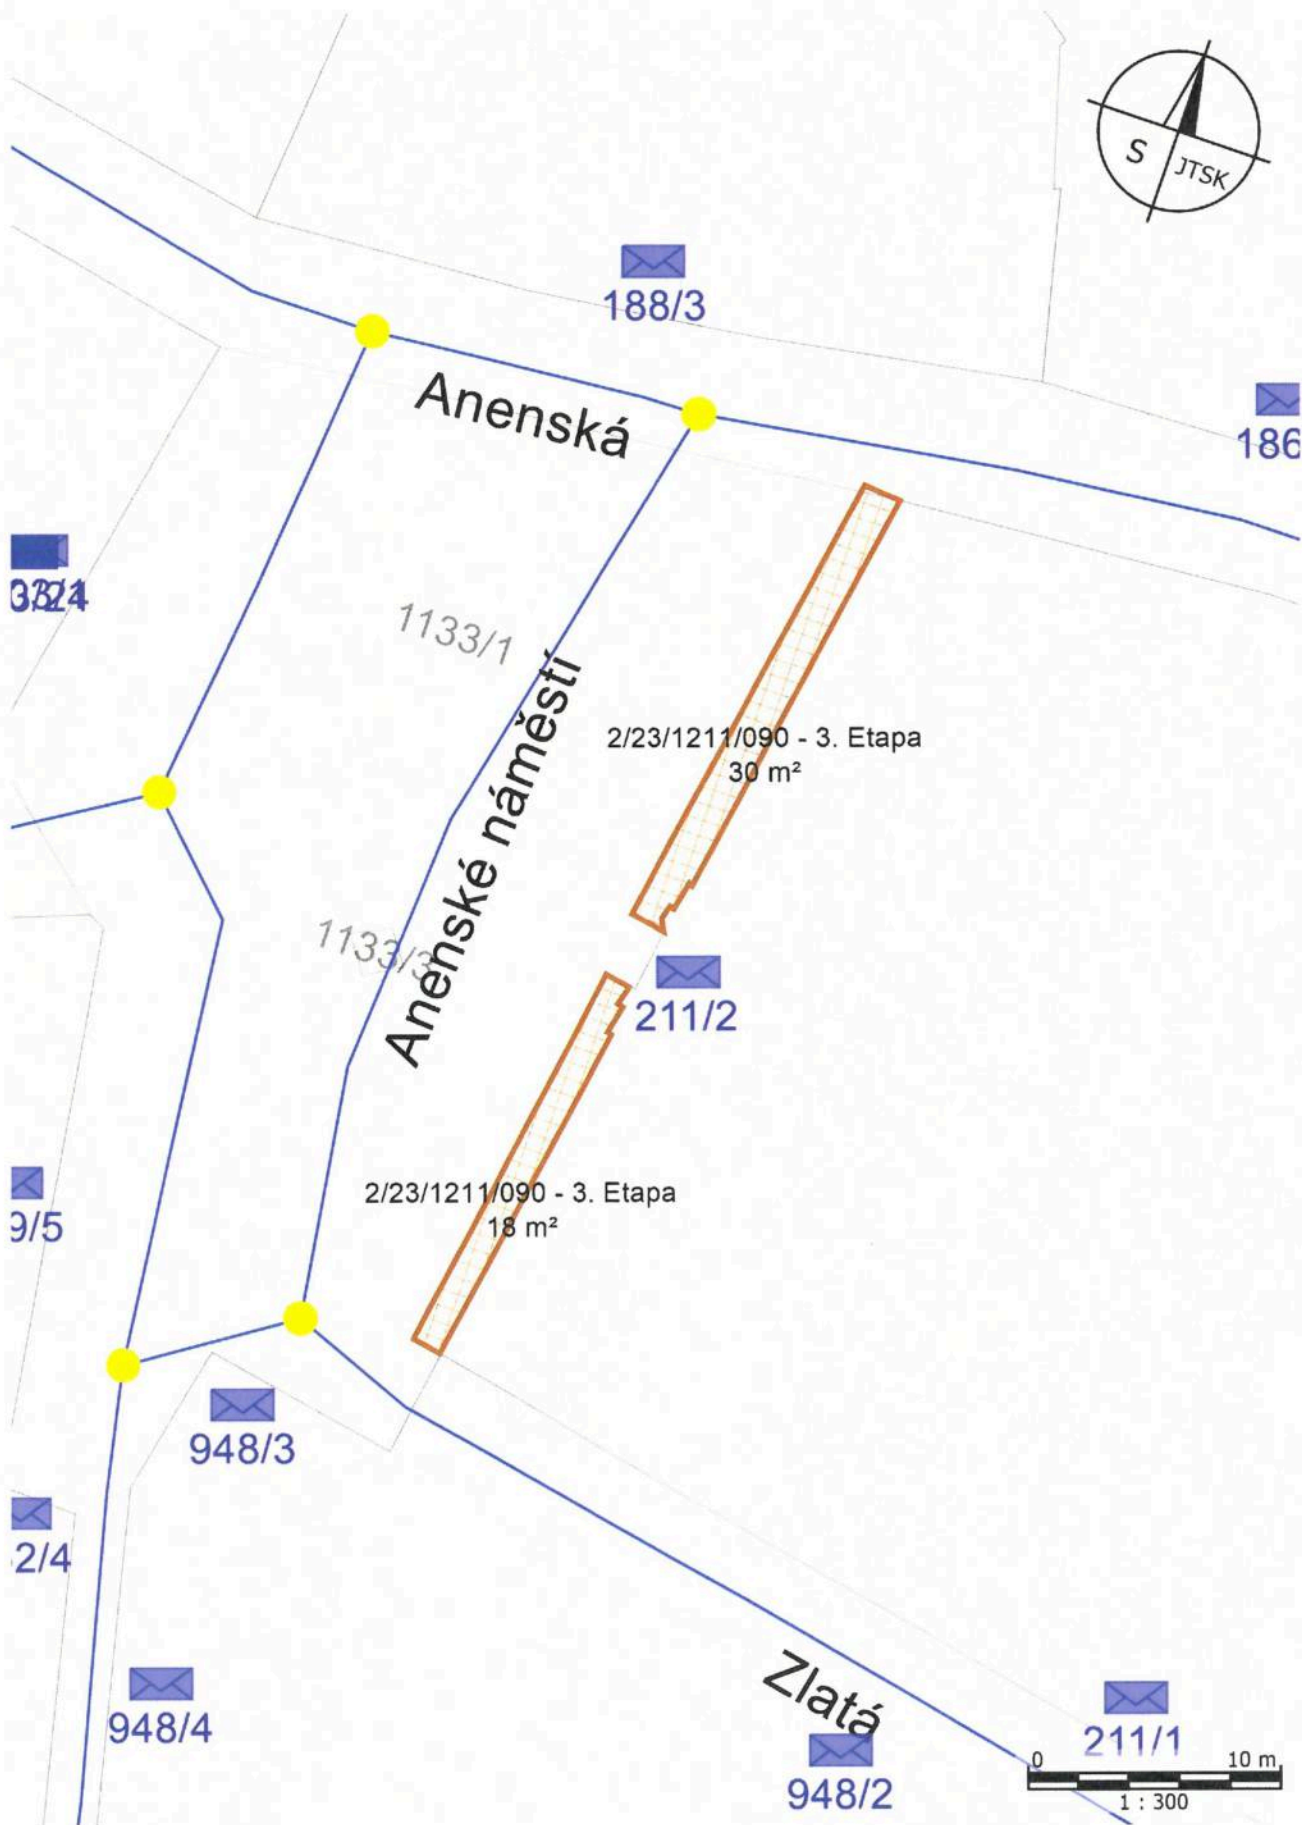 S
JTSK
188/3
186
Anenská
1133/1
2/23/1211/090 - 3. Etapa
30 m²
Anenské náměstí
1133/3
211/2
2/23/1211/090 - 3. Etapa
18 m²
9/5
948/3
2/4
948/4
Zlatá
211/1
948/2
0 10 m
1 : 300